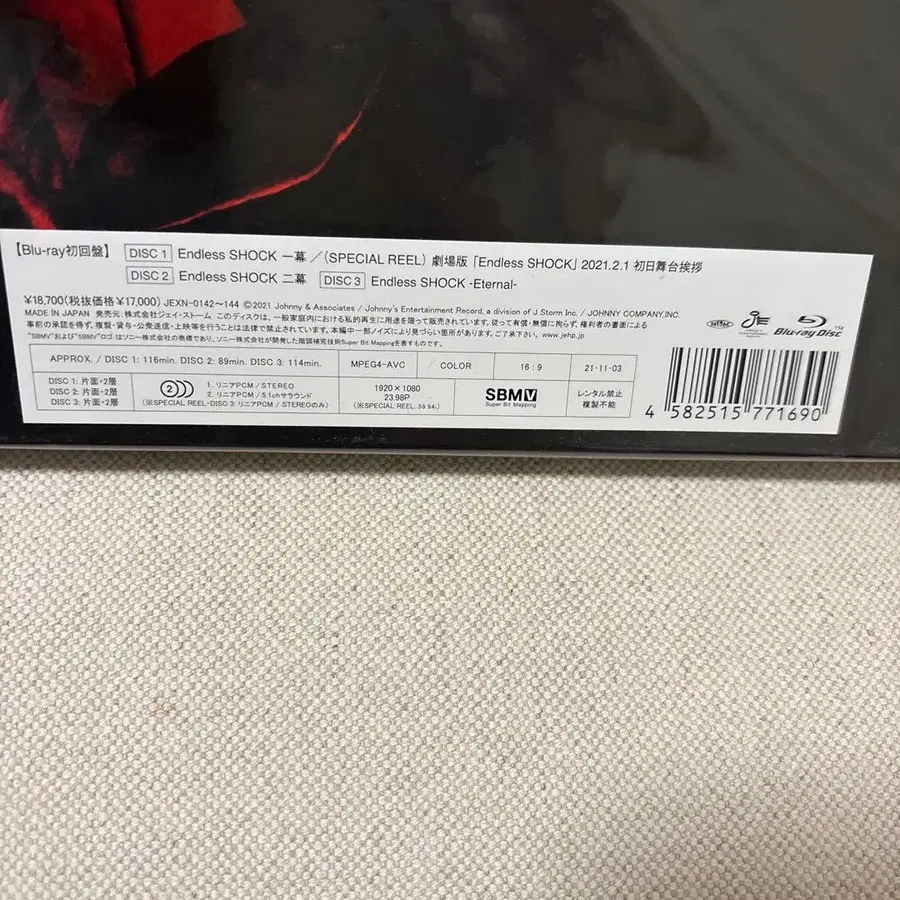 【Blu-ray初回盤】 DISC 1 Endless SHOCK 一幕／（SPECIAL REEL）劇場版「Endless SHOCK」2021.2.1 初日舞台挨拶
DISC 2 Endless SHOCK 二幕 DISC 3 Endless SHOCK -Eternal-
￥18,700（税抜価格￥17,000） JEXN-0142～144 ©2021 Johnny & Associates / Johnny's Entertainment Record, a division of J Storm Inc. / JOHNNY COMPANY,INC.
MADE IN JAPAN 発売元：株式会社ジェイ・ストーム このディスクは、一般家庭内における私的再生に用途を限って販売されています。従って有償・無償に拘らず、権利者の書面による
事前の承認を得ず、複製・貸与・公衆送信・上映等を行うことは法律で禁止されています。本編中一部ノイズにより見づらい箇所があります。ご了承下さい。 www.jehp.jp
"SBMV"および"SBMV"ロゴはソニー株式会社の商標であり、ソニー株式会社が開発した階調補完技術Super Bit Mappingを表すものです。
Blu-ray Disc TM
APPROX. / DISC 1: 116min. DISC 2: 89min. DISC 3: 114min. MPEG4-AVC COLOR 16:9 21・11・03
DISC 1：片面・2層
DISC 2：片面・2層
DISC 3：片面・2層
2
1. リニアPCM / STEREO
2. リニアPCM / 5.1chサラウンド
（※SPECIAL REEL・DISC 3：リニアPCM / STEREOのみ）
1920×1080
23.98P
（※SPECIAL REEL: 59.94i）
SBMV
Super Bit Mapping
レンタル禁止
複製不能
4 582515 771690